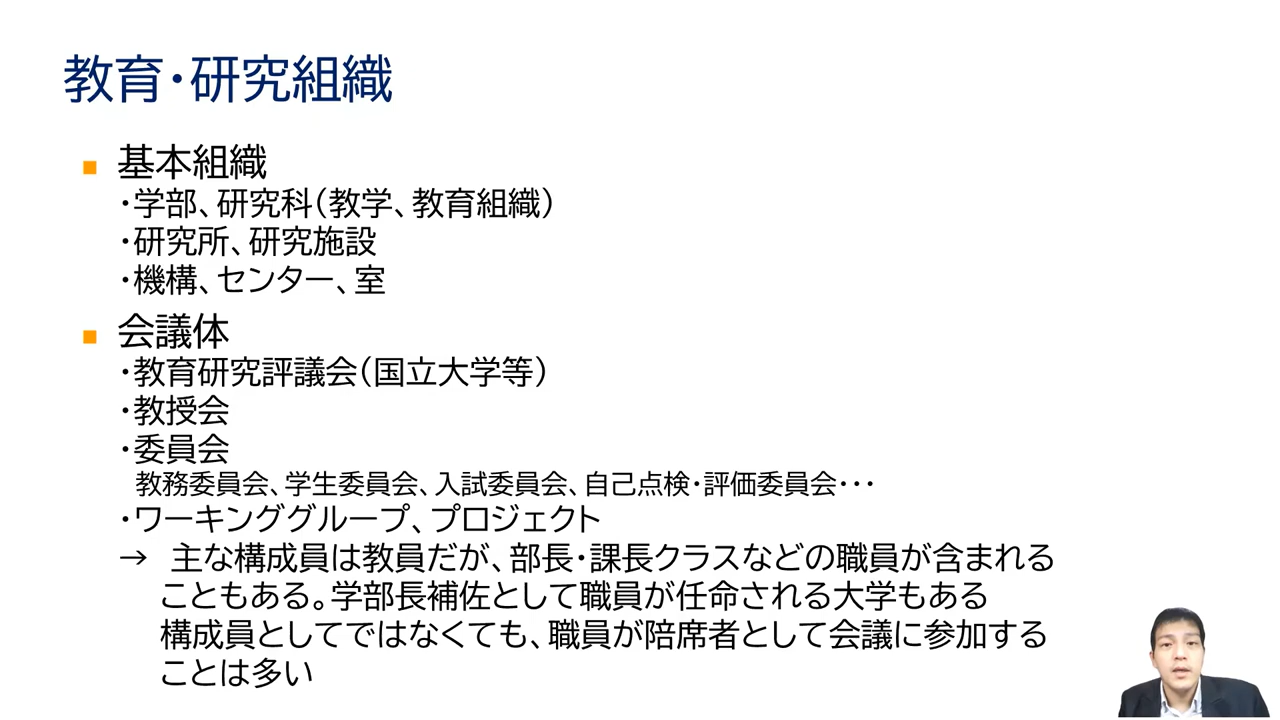 教育・研究組織
■ 基本組織
・学部、研究科(教学、教育組織)
・研究所、研究施設
・機構、センター、室
■ 会議体
・教育研究評議会(国立大学等)
・教授会
・委員会
教務委員会、学生委員会、入試委員会、自己点検・評価委員会・・・
・ワーキンググループ、プロジェクト
→ 主な構成員は教員だが、部長・課長クラスなどの職員が含まれる
こともある。学部長補佐として職員が任命される大学もある
構成員としてではなくても、職員が陪席者として会議に参加する
ことは多い